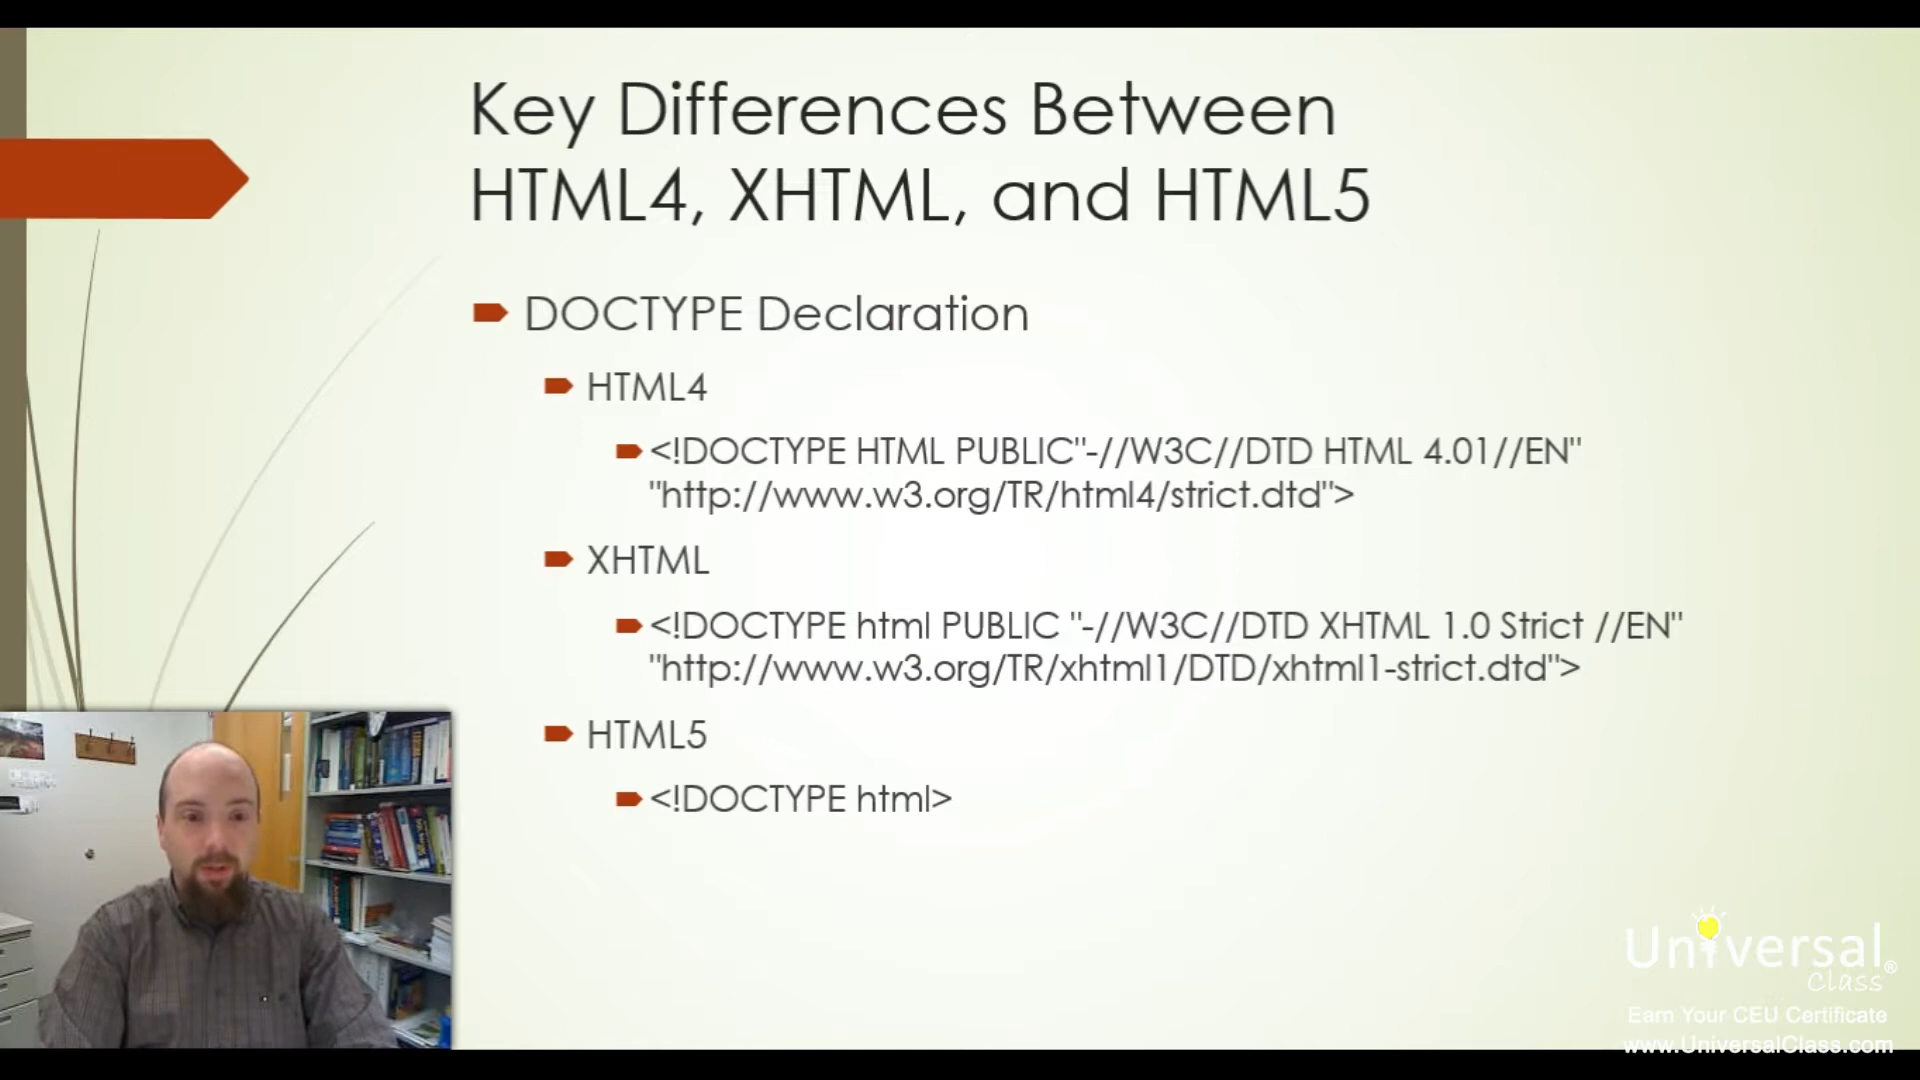 Key Differences Between
HTML4, XHTML, and HTML5
DOCTYPE Declaration
HTML4
<!DOCTYPE HTML PUBLIC"-//W3C//DTD HTML 4.01//EN"
"http://www.w3.org/TR/html4/strict.dtd">
XHTML
<!DOCTYPE html PUBLIC "-//W3C//DTD XHTML 1.0 Strict //EN"
"http://www.w3.org/TR/xhtml1/DTD/xhtml1-strict.dtd">
HTML5
<!DOCTYPE html>
Universal®
Class
Earn Your CEU Certificate
www.UniversalClass.com